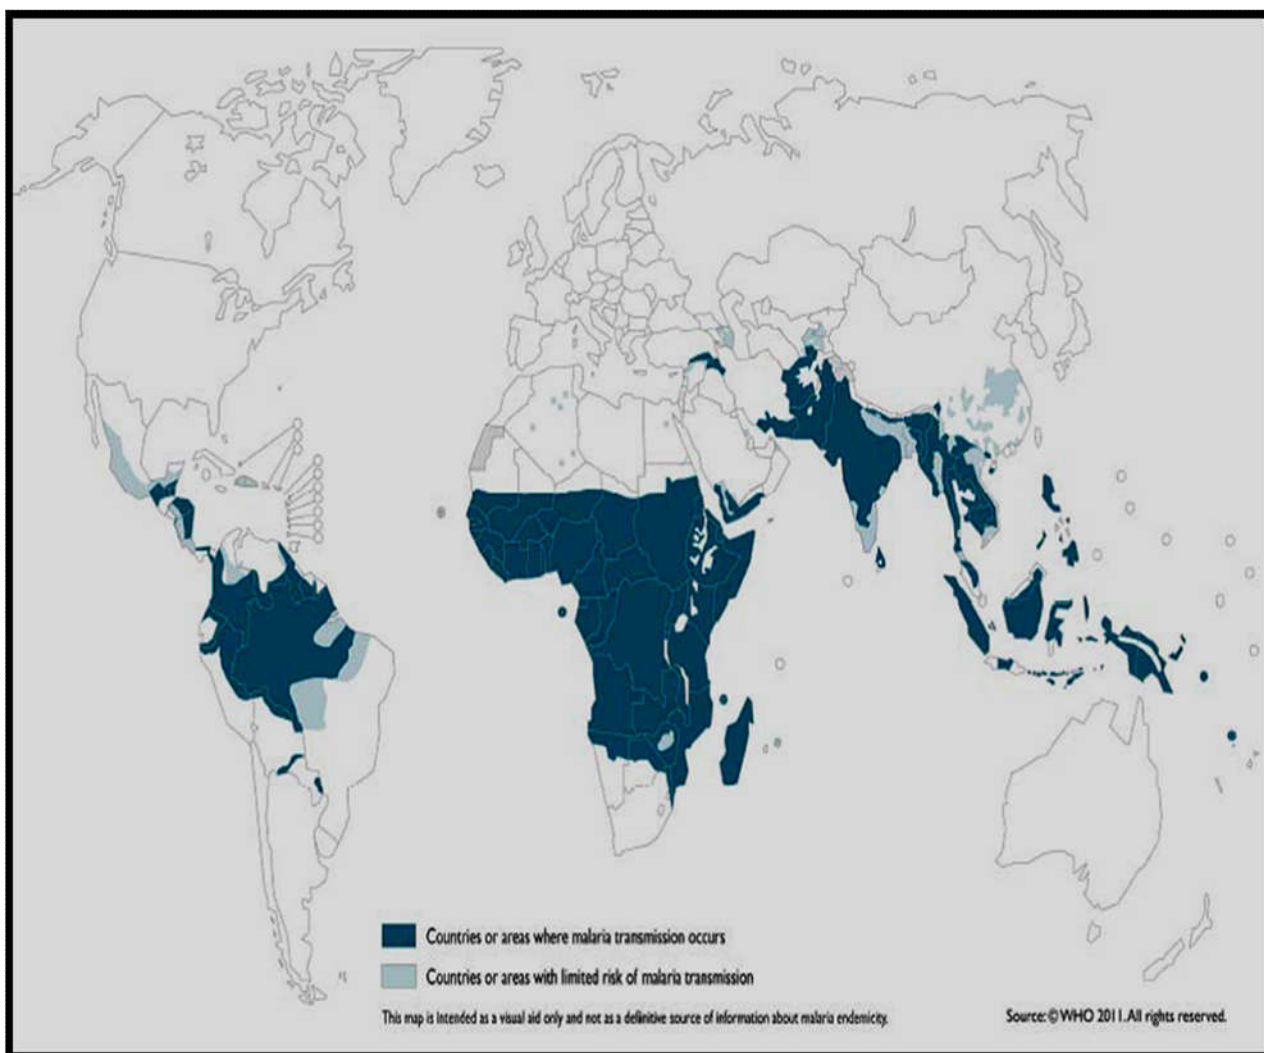 Countries or areas where malaria transmission occurs
Countries or areas with limited risk of malaria transmission
This map is intended as a visual aid only and not as a definitive source of information about malaria endemicity.
Source: © WHO 2011. All rights reserved.